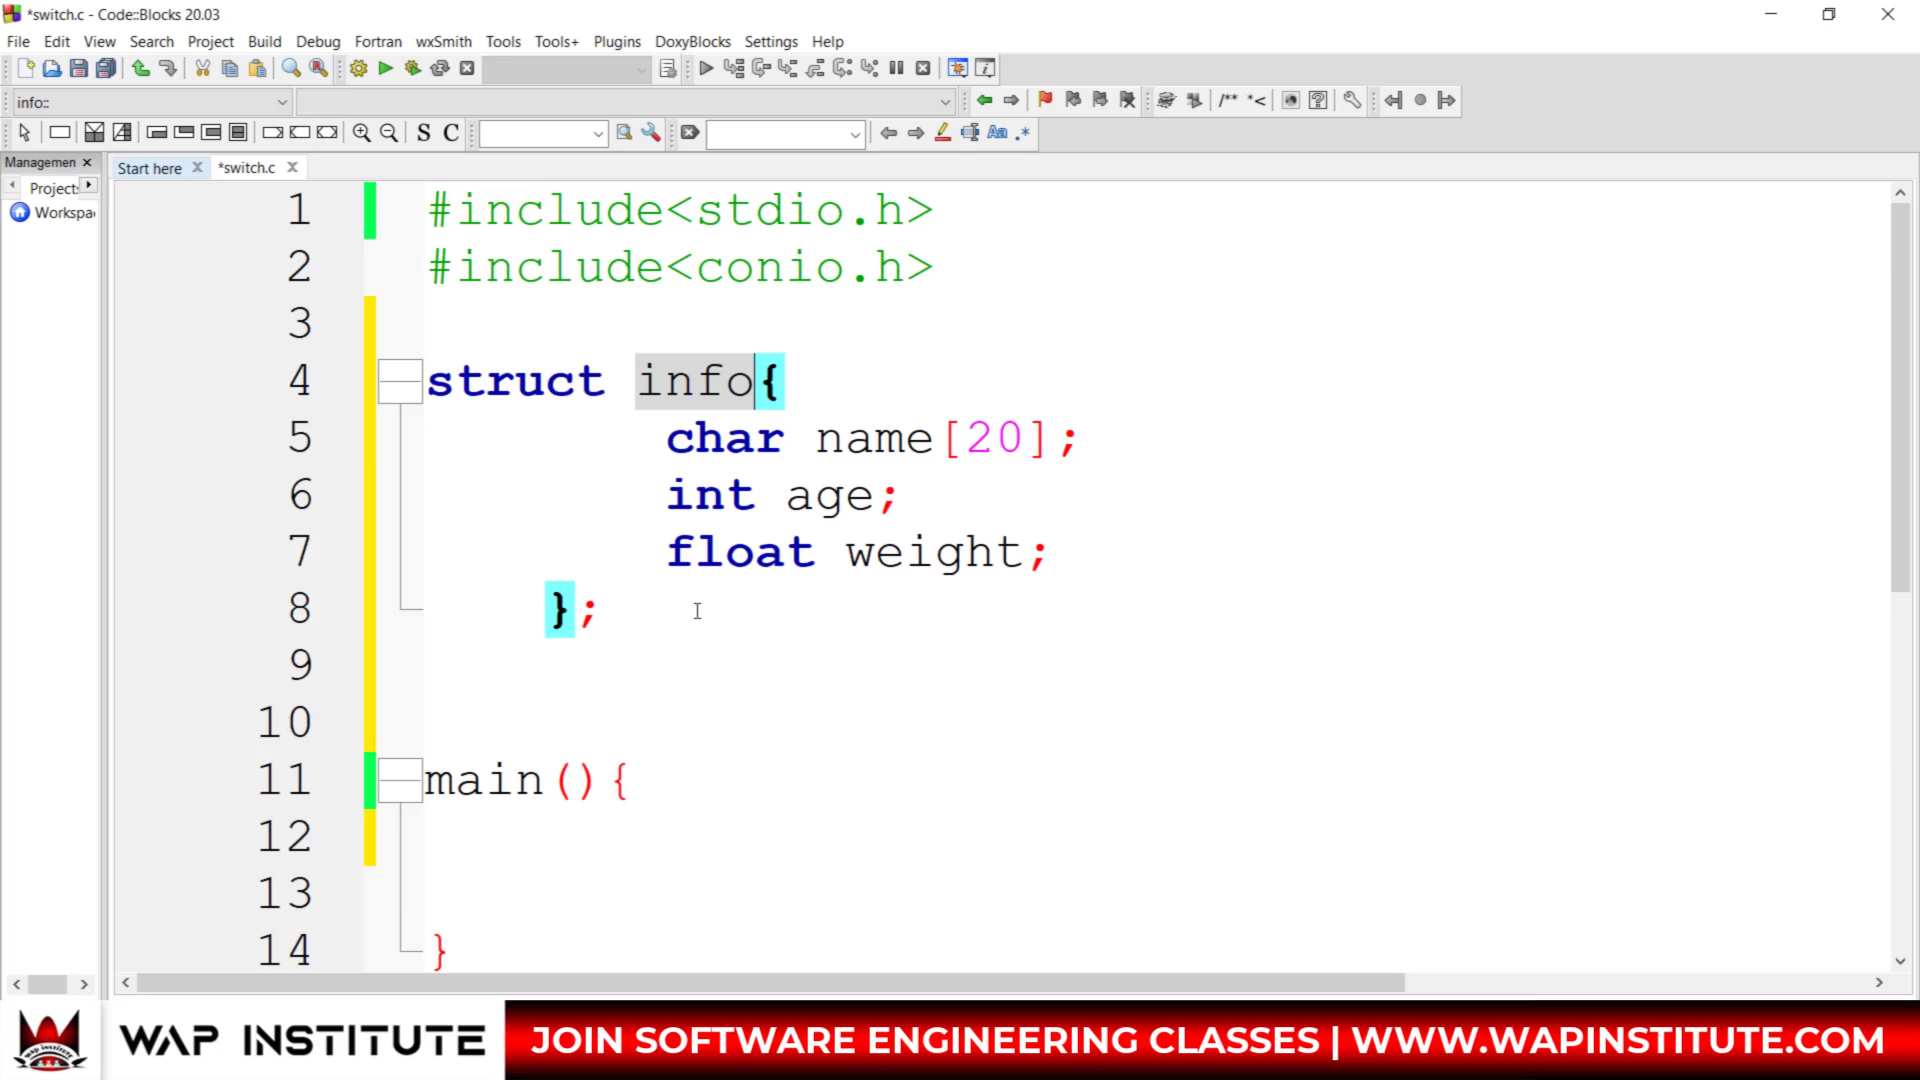 *switch.c - Code::Blocks 20.03
File Edit View Search Project Build Debug Fortran wxSmith Tools Tools+ Plugins DoxyBlocks Settings Help
info::
/** *<
S C
Aa .*
Managemen
Projects
Workspa
Start here
*switch.c
1 #include<stdio.h>
2 #include<conio.h>
3
4 struct info{
5 char name[20];
6 int age;
7 float weight;
8 };
9
10
11 main(){
12
13
14 }
WAP INSTITUTE
JOIN SOFTWARE ENGINEERING CLASSES | WWW.WAPINSTITUTE.COM